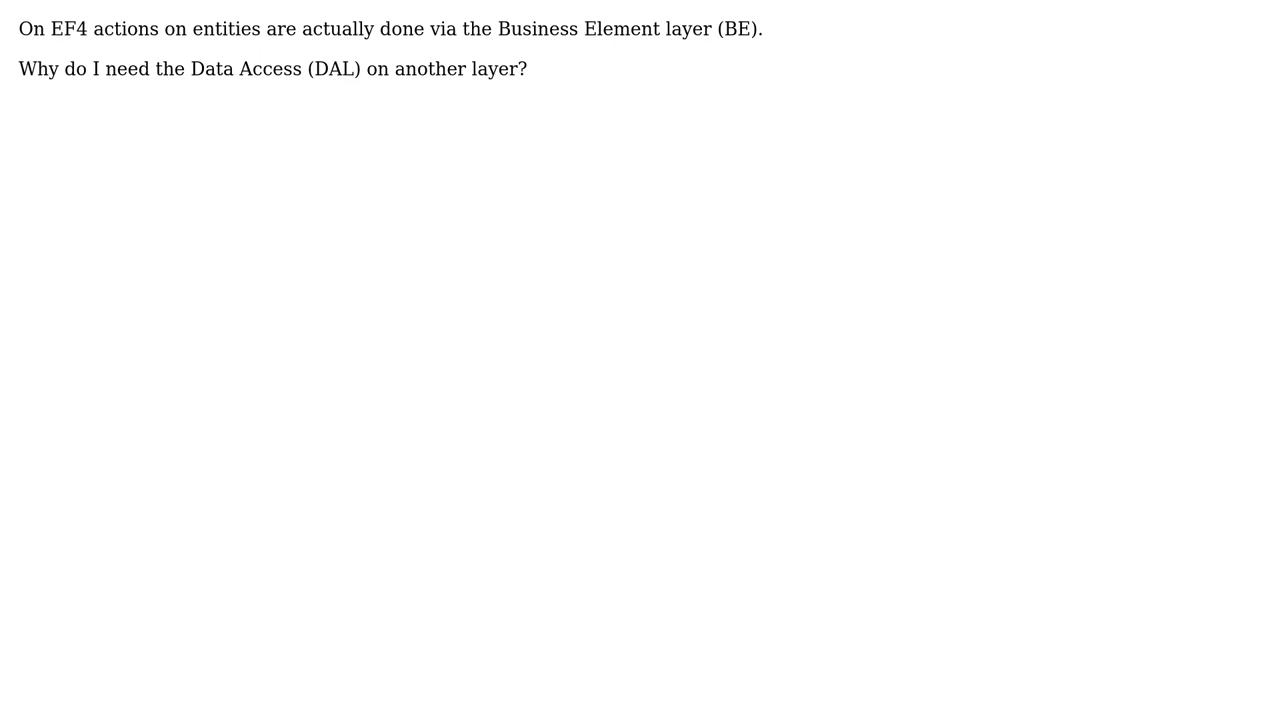 On EF4 actions on entities are actually done via the Business Element layer (BE).
Why do I need the Data Access (DAL) on another layer?